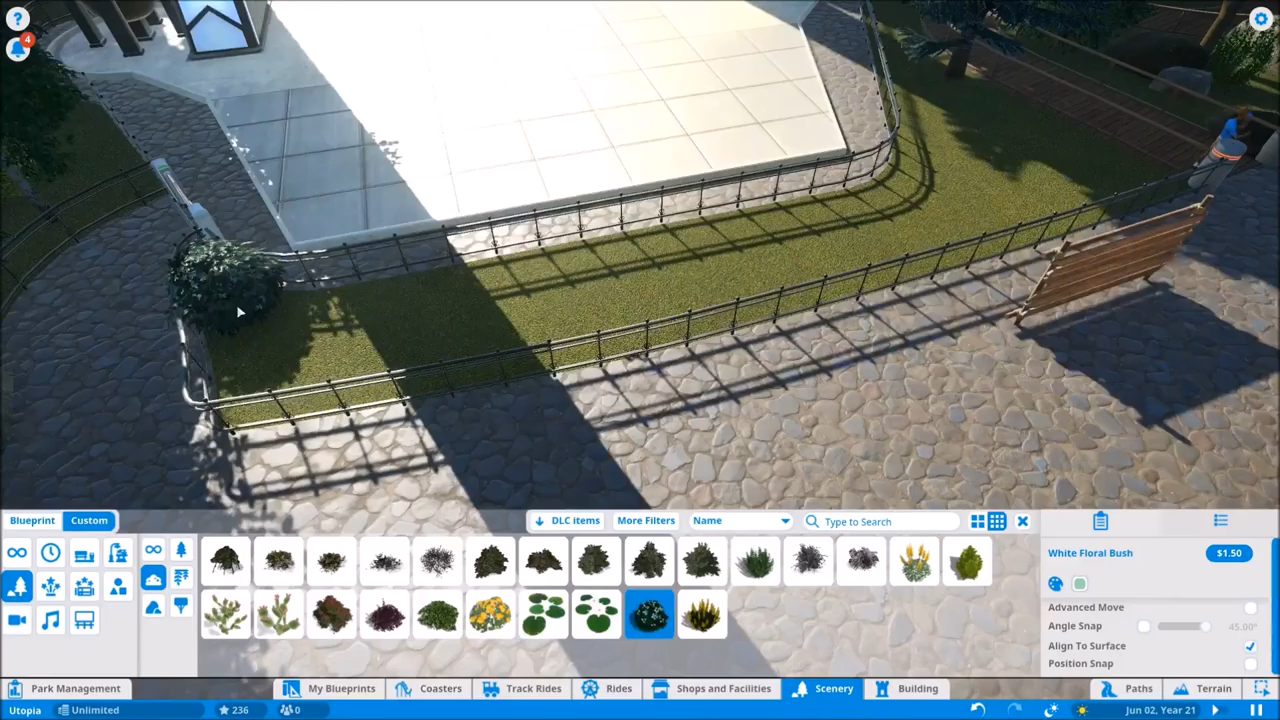 ?
4
Blueprint
Custom
DLC items
More Filters
Name
Type to Search
White Floral Bush
$1.50
Advanced Move
Angle Snap
45.00°
Align To Surface
Position Snap
Park Management
My Blueprints
Coasters
Track Rides
Rides
Shops and Facilities
Scenery
Building
Paths
Terrain
Utopia
Unlimited
236
0
Jun 02, Year 21